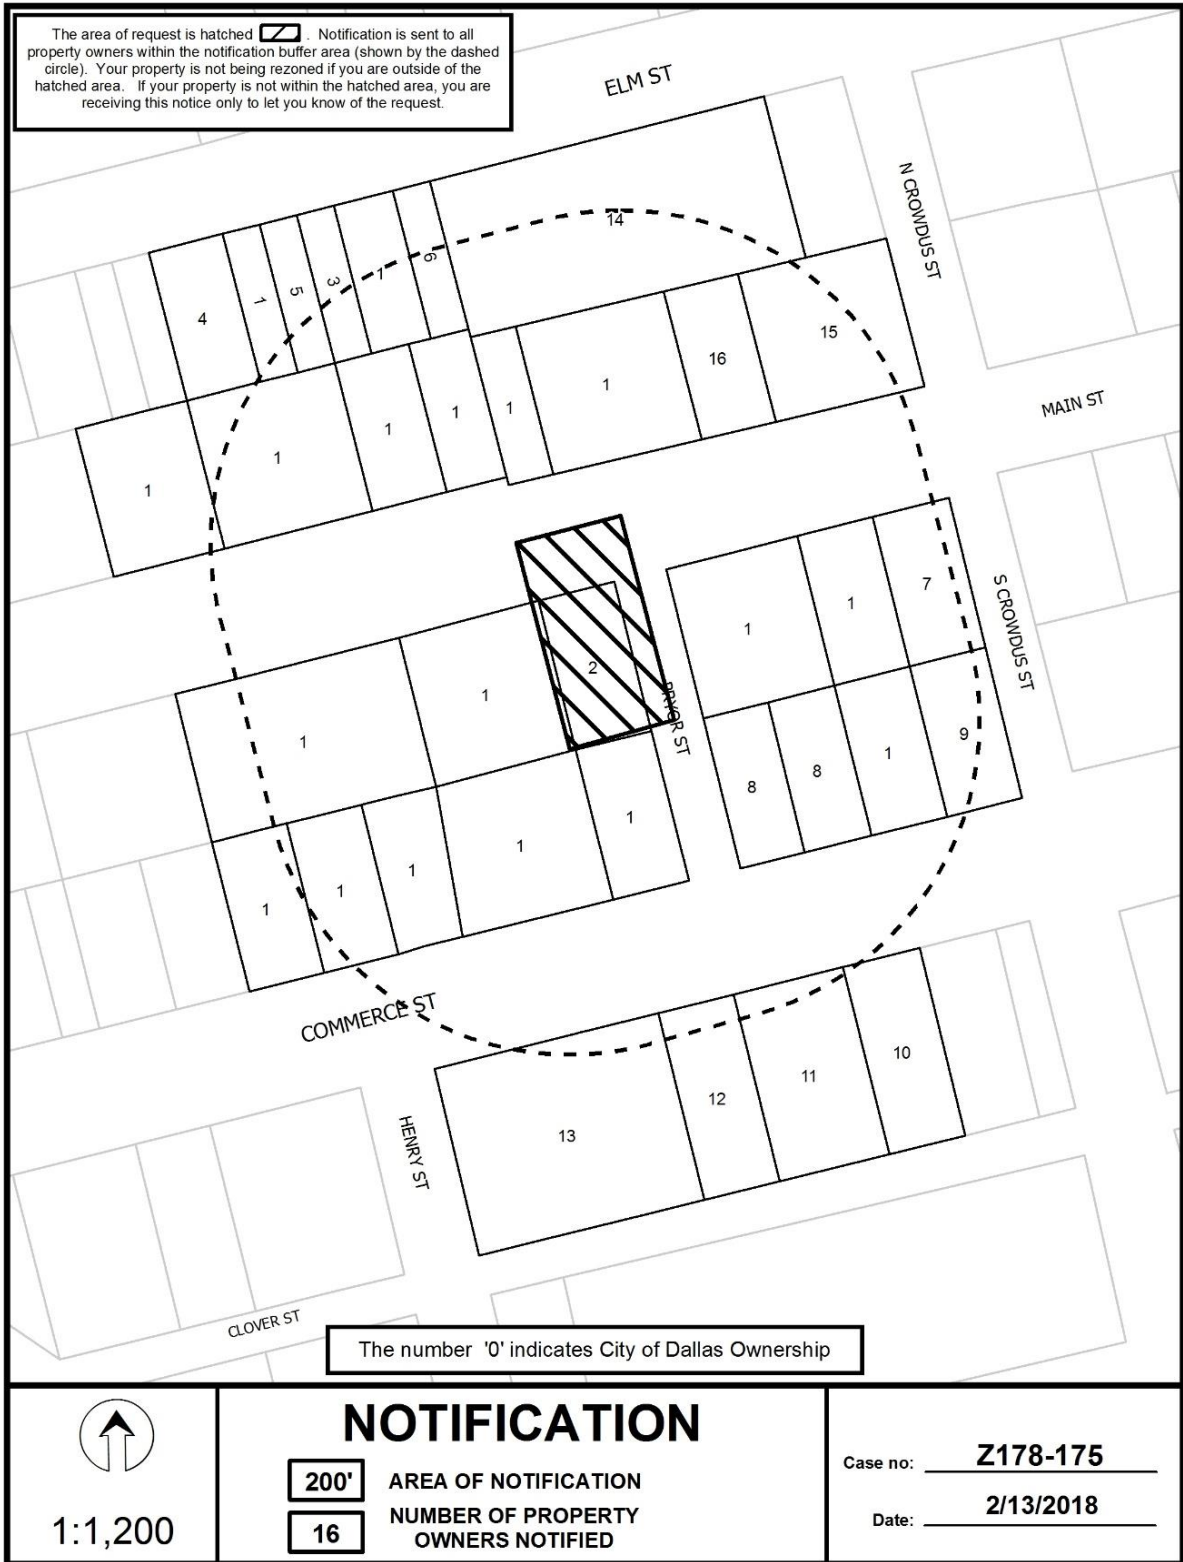 The area of request is hatched . Notification is sent to all
property owners within the notification buffer area (shown by the dashed
circle). Your property is not being rezoned if you are outside of the
hatched area. If your property is not within the hatched area, you are
receiving this notice only to let you know of the request.
ELM ST
N CROWDUS ST
14
6
1
3
5
1
4
15
16
1
1
1
1
1
1
MAIN ST
7
1
1
S CROWDUS ST
2
PRYOR ST
1
1
9
1
8
8
1
1
1
1
1
COMMERCE ST
10
11
12
13
HENRY ST
CLOVER ST
The number '0' indicates City of Dallas Ownership
1:1,200
NOTIFICATION
200' AREA OF NOTIFICATION
16 NUMBER OF PROPERTY
OWNERS NOTIFIED
Case no: Z178-175
Date: 2/13/2018